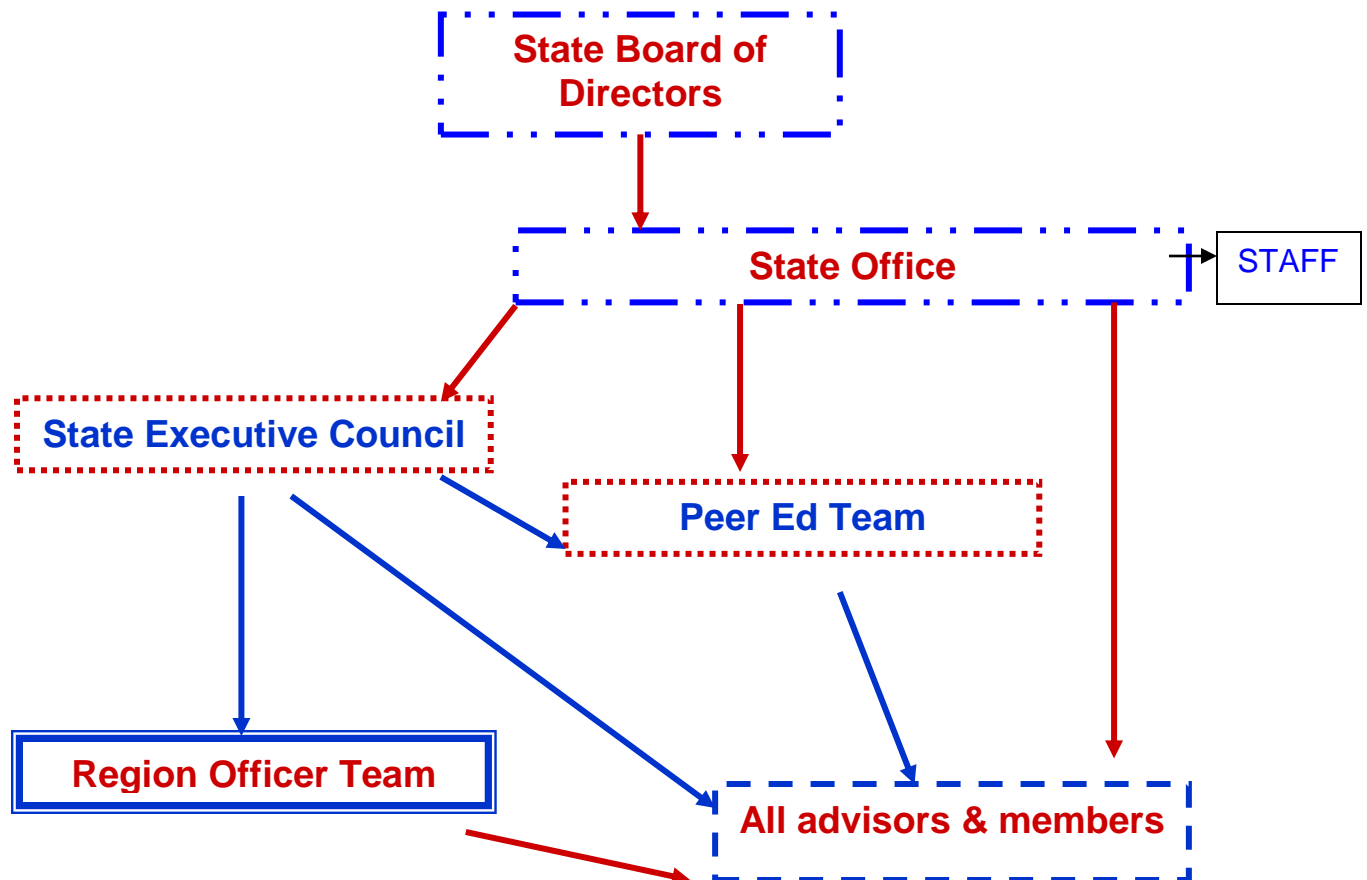 State Board of
Directors
State Office
STAFF
State Executive Council
Peer Ed Team
Region Officer Team
All advisors & members